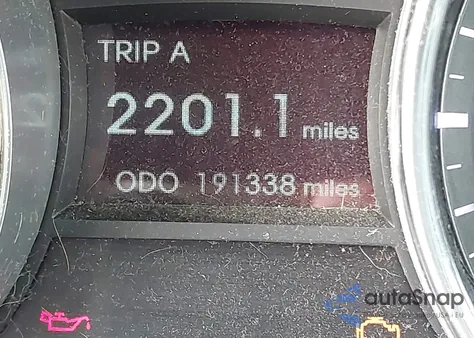 TRIP A
2201.1 miles
ODO 191338 miles
autoSnap